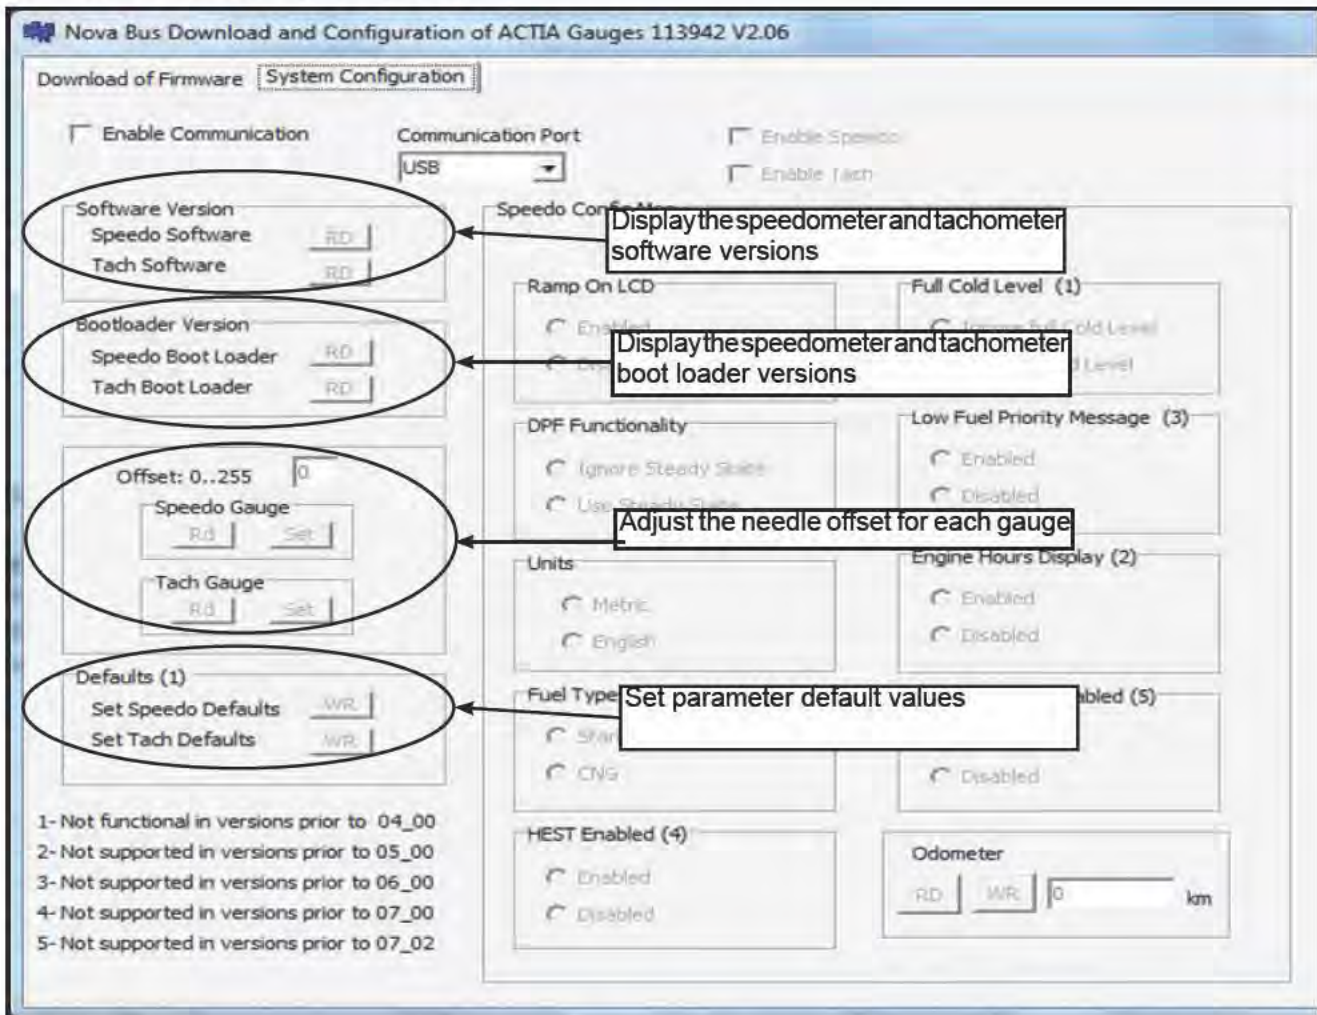 Nova Bus Download and Configuration of ACTIA Gauges 113942 V2.06
Download of Firmware
System Configuration
Enable Communication
Communication Port
USB
Enable Speedo
Enable Tach
Software Version
Speedo Software
RD
Tach Software
RD
Bootloader Version
Speedo Boot Loader
RD
Tach Boot Loader
RD
Offset: 0..255
0
Speedo Gauge
Rd
Set
Tach Gauge
Rd
Set
Defaults (1)
Set Speedo Defaults
WR
Set Tach Defaults
WR
1- Not functional in versions prior to 04_00
2- Not supported in versions prior to 05_00
3- Not supported in versions prior to 06_00
4- Not supported in versions prior to 07_00
5- Not supported in versions prior to 07_02
Speedo
Display the speedometer and tachometer
software versions
Display the speedometer and tachometer
boot loader versions
Adjust the needle offset for each gauge
Set parameter default values
Ramp On LCD
Enabled
Full Cold Level (1)
Ignore Full Cold Level
Level
DPF Functionality
Ignore Steady State
Use Steady State
Low Fuel Priority Message (3)
Enabled
Disabled
Units
Metric
English
Engine Hours Display (2)
Enabled
Disabled
Fuel Type
CNG
abled (5)
Disabled
HEST Enabled (4)
Enabled
Disabled
Odometer
RD
WR
0
km